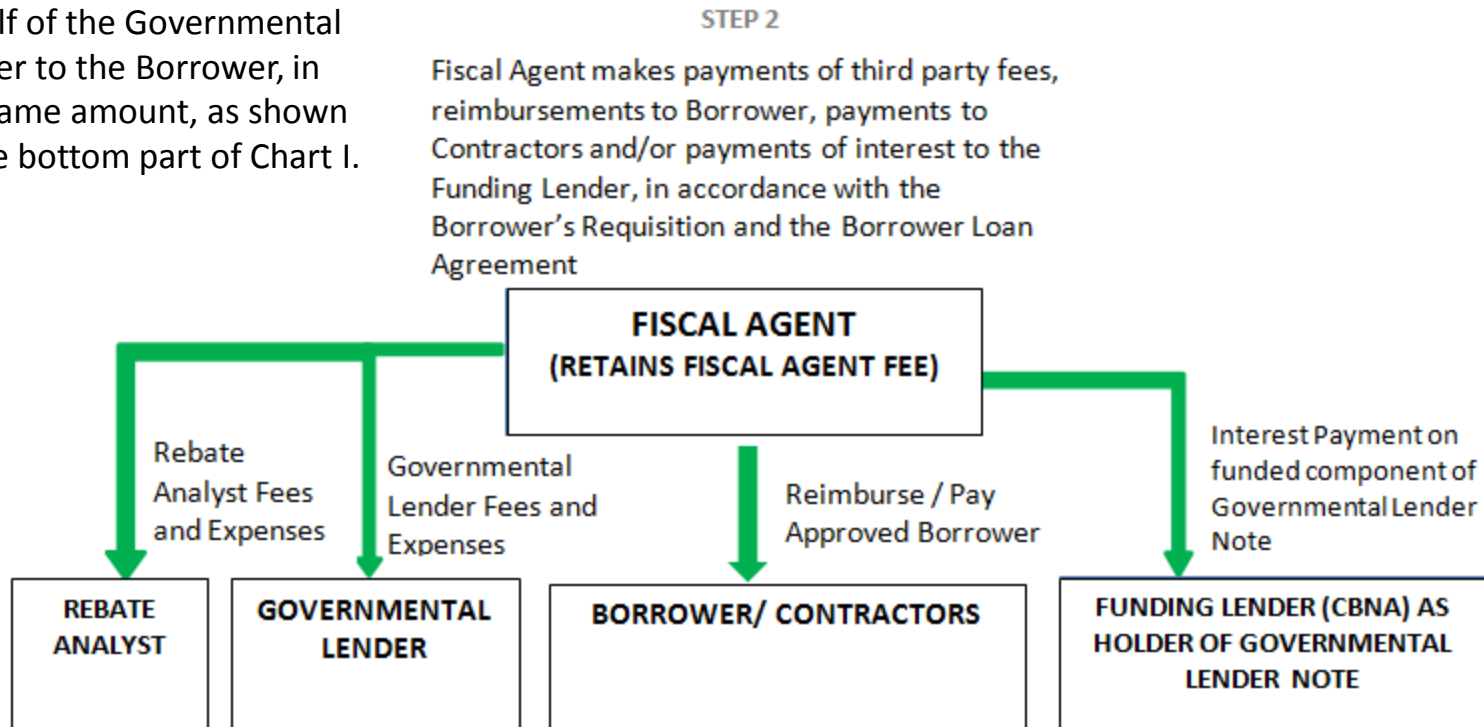 lf of the Governmental
er to the Borrower, in
ame amount, as shown
e bottom part of Chart I.
STEP 2
Fiscal Agent makes payments of third party fees,
reimbursements to Borrower, payments to
Contractors and/or payments of interest to the
Funding Lender, in accordance with the
Borrower’s Requisition and the Borrower Loan
Agreement
FISCAL AGENT
(RETAINS FISCAL AGENT FEE)
Rebate
Analyst Fees
and Expenses
Governmental
Lender Fees and
Expenses
Reimburse / Pay
Approved Borrower
Interest Payment on
funded component of
Governmental Lender
Note
REBATE
ANALYST
GOVERNMENTAL
LENDER
BORROWER/ CONTRACTORS
FUNDING LENDER (CBNA) AS
HOLDER OF GOVERNMENTAL
LENDER NOTE